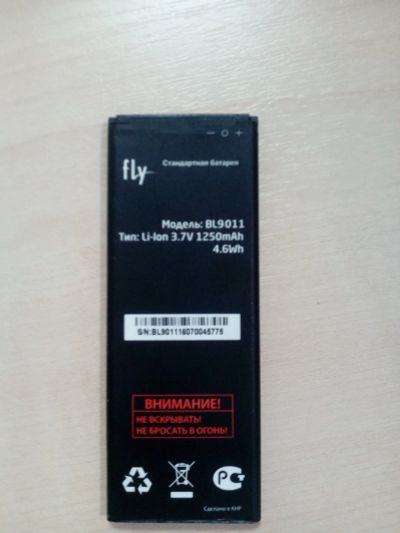 − o +
fly
Стандартная батарея
Модель: BL9011
Тип: Li-Ion 3.7V 1250mAh
4.6Wh
S/N:BL901116070045775
ВНИМАНИЕ!
НЕ ВСКРЫВАТЬ!
НЕ БРОСАТЬ В ОГОНЬ!
Сделано в КНР